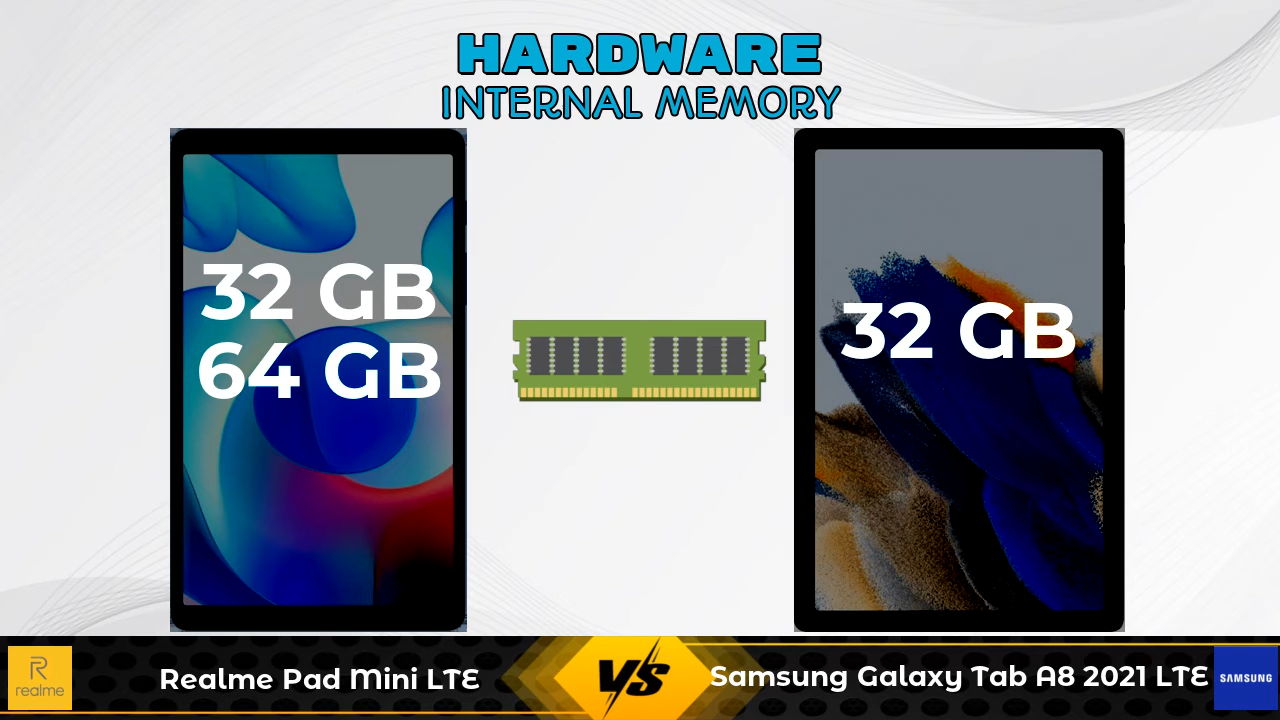 HARDWARE
INTERNAL MEMORY
32 GB
64 GB
32 GB
realme
Realme Pad Mini LTE
VS
Samsung Galaxy Tab A8 2021 LTE
SAMSUNG